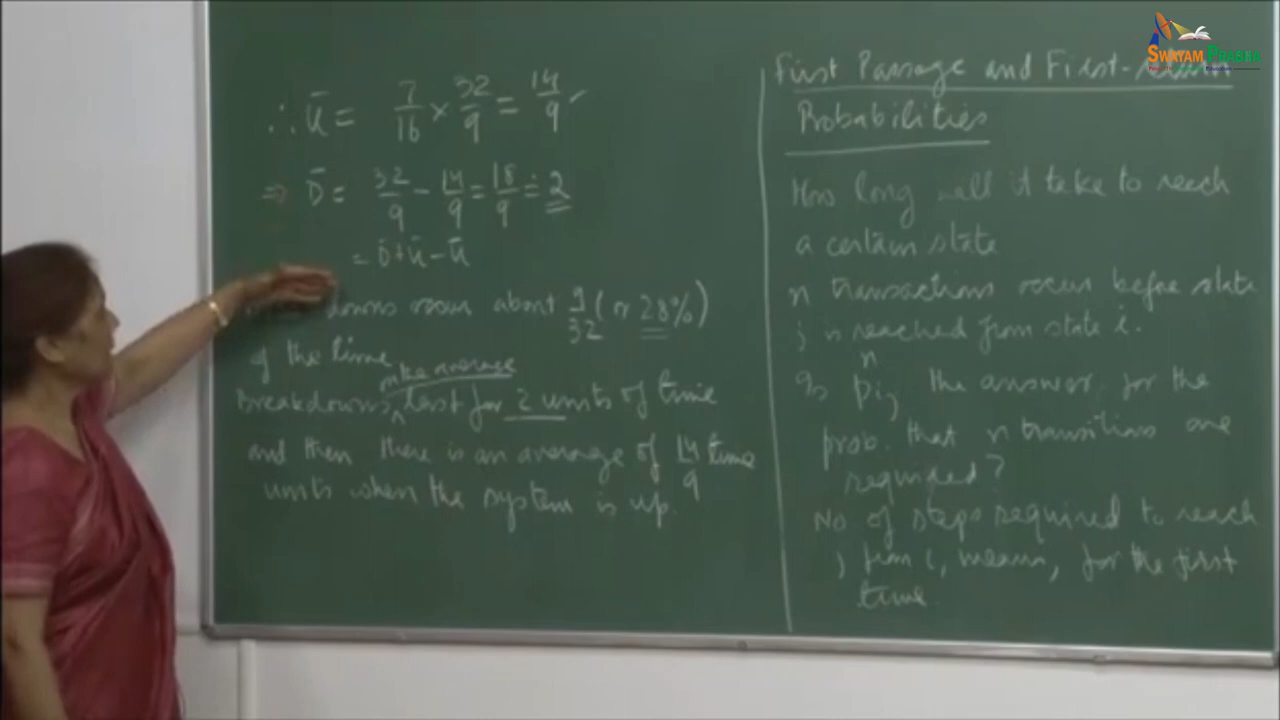 SWAYAM PRABHA
∴ Ū = 7/16 × 32/9 = 14/9
⇒ D̄ = 32/9 − 14/9 = 18/9 ≐ 2
= D̄ + Ū − Ū
downs occur about 9/32 (or 28%)
of the time
on the average
Breakdowns ^ last for 2 units of time
and then there is an average of 14/9 time
units when the system is up.
First Passage and First-
Probabilities
How long will it take to reach
a certain state
n transactions occur before state
j is reached from state i.
Is pᵢⱼⁿ the answer for the
prob. that n transitions are
required?
No of steps required to reach
j from i, means, for the first
time.